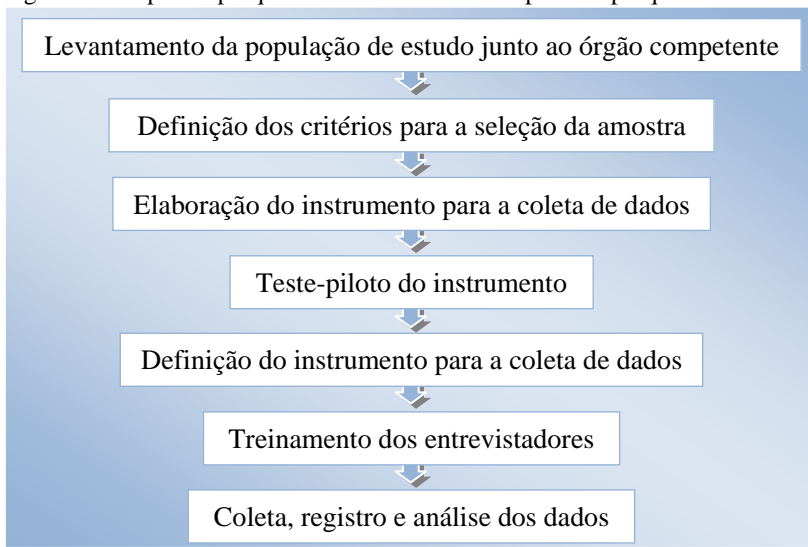 Levantamento da população de estudo junto ao órgão competente
Definição dos critérios para a seleção da amostra
Elaboração do instrumento para a coleta de dados
Teste-piloto do instrumento
Definição do instrumento para a coleta de dados
Treinamento dos entrevistadores
Coleta, registro e análise dos dados